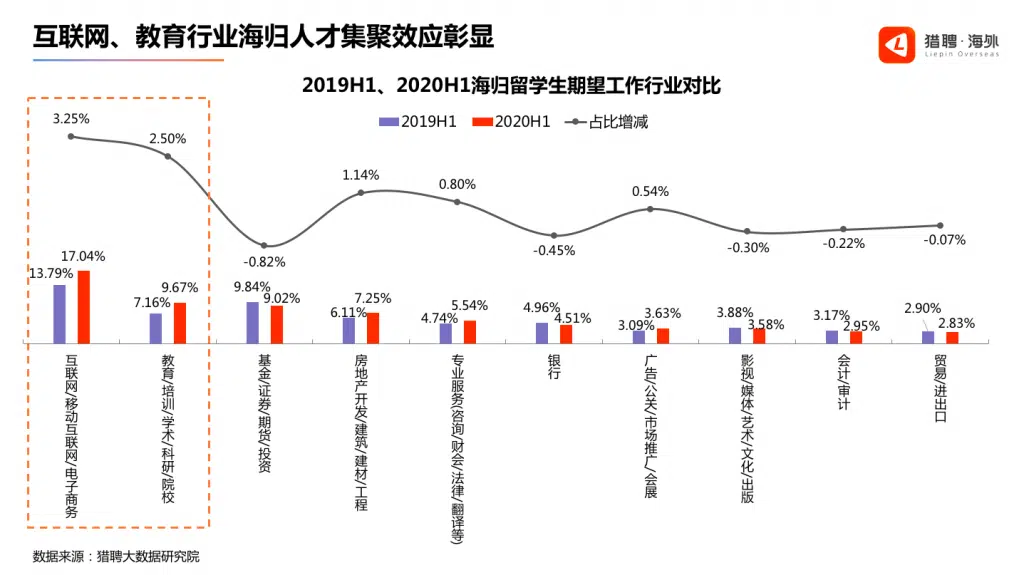 互联网、教育行业海归人才集聚效应彰显
猎聘·海外
Liepin Overseas
2019H1、2020H1海归留学生期望工作行业对比
2019H1 2020H1 占比增减
3.25%
2.50%
-0.82%
1.14%
0.80%
-0.45%
0.54%
-0.30%
-0.22%
-0.07%
13.79% 17.04%
7.16% 9.67%
9.84% 9.02%
6.11% 7.25%
4.74% 5.54%
4.96% 4.51%
3.09% 3.63%
3.88% 3.58%
3.17% 2.95%
2.90% 2.83%
互联网/移动互联网/电子商务
教育/培训/学术/科研/院校
基金/证券/期货/投资
房地产开发/建筑/建材/工程
专业服务(咨询/财会/法律/翻译等)
银行
广告/公关/市场推广/会展
影视/媒体/艺术/文化/出版
会计/审计
贸易/进出口
数据来源：猎聘大数据研究院